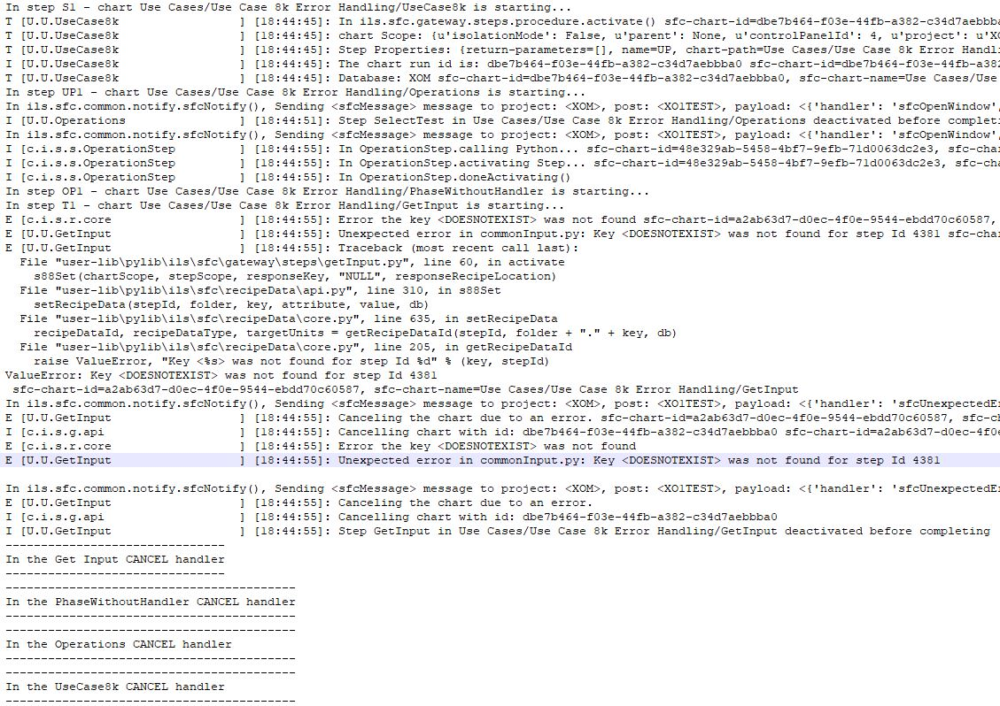 In step S1 - chart Use Cases/Use Case 8k Error Handling/UseCase8k is starting...
T [U.U.UseCase8k                 ] [18:44:45]: In ils.sfc.gateway.steps.procedure.activate() sfc-chart-id=dbe7b464-f03e-44fb-a382-c34d7aebbba
T [U.U.UseCase8k                 ] [18:44:45]: chart Scope: {u'isolationMode': False, u'parent': None, u'controlPanelId': 4, u'project': u'XO
T [U.U.UseCase8k                 ] [18:44:45]: Step Properties: {return-parameters=[], name=UP, chart-path=Use Cases/Use Case 8k Error Handl
I [U.U.UseCase8k                 ] [18:44:45]: The chart run id is: dbe7b464-f03e-44fb-a382-c34d7aebbba0 sfc-chart-id=dbe7b464-f03e-44fb-a38
T [U.U.UseCase8k                 ] [18:44:45]: Database: XOM sfc-chart-id=dbe7b464-f03e-44fb-a382-c34d7aebbba0, sfc-chart-name=Use Cases/Use
In step UP1 - chart Use Cases/Use Case 8k Error Handling/Operations is starting...
In ils.sfc.common.notify.sfcNotify(), Sending <sfcMessage> message to project: <XOM>, post: <XO1TEST>, payload: <{'handler': 'sfcOpenWindow',
I [U.U.Operations                ] [18:44:51]: Step SelectTest in Use Cases/Use Case 8k Error Handling/Operations deactivated before completi
In ils.sfc.common.notify.sfcNotify(), Sending <sfcMessage> message to project: <XOM>, post: <XO1TEST>, payload: <{'handler': 'sfcOpenWindow',
I [c.i.s.s.OperationStep         ] [18:44:55]: In OperationStep.calling Python... sfc-chart-id=48e329ab-5458-4bf7-9efb-71d0063dc2e3, sfc-cha
I [c.i.s.s.OperationStep         ] [18:44:55]: In OperationStep.activating Step... sfc-chart-id=48e329ab-5458-4bf7-9efb-71d0063dc2e3, sfc-ch
I [c.i.s.s.OperationStep         ] [18:44:55]: In OperationStep.doneActivating()
In step OP1 - chart Use Cases/Use Case 8k Error Handling/PhaseWithoutHandler is starting...
In step T1 - chart Use Cases/Use Case 8k Error Handling/GetInput is starting...
E [c.i.s.r.core                  ] [18:44:55]: Error the key <DOESNOTEXIST> was not found sfc-chart-id=a2ab63d7-d0ec-4f0e-9544-ebdd70c60587,
E [U.U.GetInput                  ] [18:44:55]: Unexpected error in commonInput.py: Key <DOESNOTEXIST> was not found for step Id 4381 sfc-char
E [U.U.GetInput                  ] [18:44:55]: Traceback (most recent call last):
  File "user-lib\pylib\ils\sfc\gateway\steps\getInput.py", line 60, in activate
    s88Set(chartScope, stepScope, responseKey, "NULL", responseRecipeLocation)
  File "user-lib\pylib\ils\sfc\recipeData\api.py", line 310, in s88Set
    setRecipeData(stepId, folder, key, attribute, value, db)
  File "user-lib\pylib\ils\sfc\recipeData\core.py", line 635, in setRecipeData
    recipeDataId, recipeDataType, targetUnits = getRecipeDataId(stepId, folder + "." + key, db)
  File "user-lib\pylib\ils\sfc\recipeData\core.py", line 205, in getRecipeDataId
    raise ValueError, "Key <%s> was not found for step Id %d" % (key, stepId)
ValueError: Key <DOESNOTEXIST> was not found for step Id 4381
 sfc-chart-id=a2ab63d7-d0ec-4f0e-9544-ebdd70c60587, sfc-chart-name=Use Cases/Use Case 8k Error Handling/GetInput
In ils.sfc.common.notify.sfcNotify(), Sending <sfcMessage> message to project: <XOM>, post: <XO1TEST>, payload: <{'handler': 'sfcUnexpectedEr
E [U.U.GetInput                  ] [18:44:55]: Canceling the chart due to an error. sfc-chart-id=a2ab63d7-d0ec-4f0e-9544-ebdd70c60587, sfc-ch
I [c.i.s.g.api                   ] [18:44:55]: Cancelling chart with id: dbe7b464-f03e-44fb-a382-c34d7aebbba0 sfc-chart-id=a2ab63d7-d0ec-4f0e
E [c.i.s.r.core                  ] [18:44:55]: Error the key <DOESNOTEXIST> was not found
E [U.U.GetInput                  ] [18:44:55]: Unexpected error in commonInput.py: Key <DOESNOTEXIST> was not found for step Id 4381
In ils.sfc.common.notify.sfcNotify(), Sending <sfcMessage> message to project: <XOM>, post: <XO1TEST>, payload: <{'handler': 'sfcUnexpectedEr
E [U.U.GetInput                  ] [18:44:55]: Canceling the chart due to an error.
I [c.i.s.g.api                   ] [18:44:55]: Cancelling chart with id: dbe7b464-f03e-44fb-a382-c34d7aebbba0
I [U.U.GetInput                  ] [18:44:55]: Step GetInput in Use Cases/Use Case 8k Error Handling/GetInput deactivated before completing
-------------------------------
In the Get Input CANCEL handler
-------------------------------
-----------------------------------------
In the PhaseWithoutHandler CANCEL handler
-----------------------------------------
-----------------------------------------
In the Operations CANCEL handler
-----------------------------------------
-----------------------------------------
In the UseCase8k CANCEL handler
-----------------------------------------